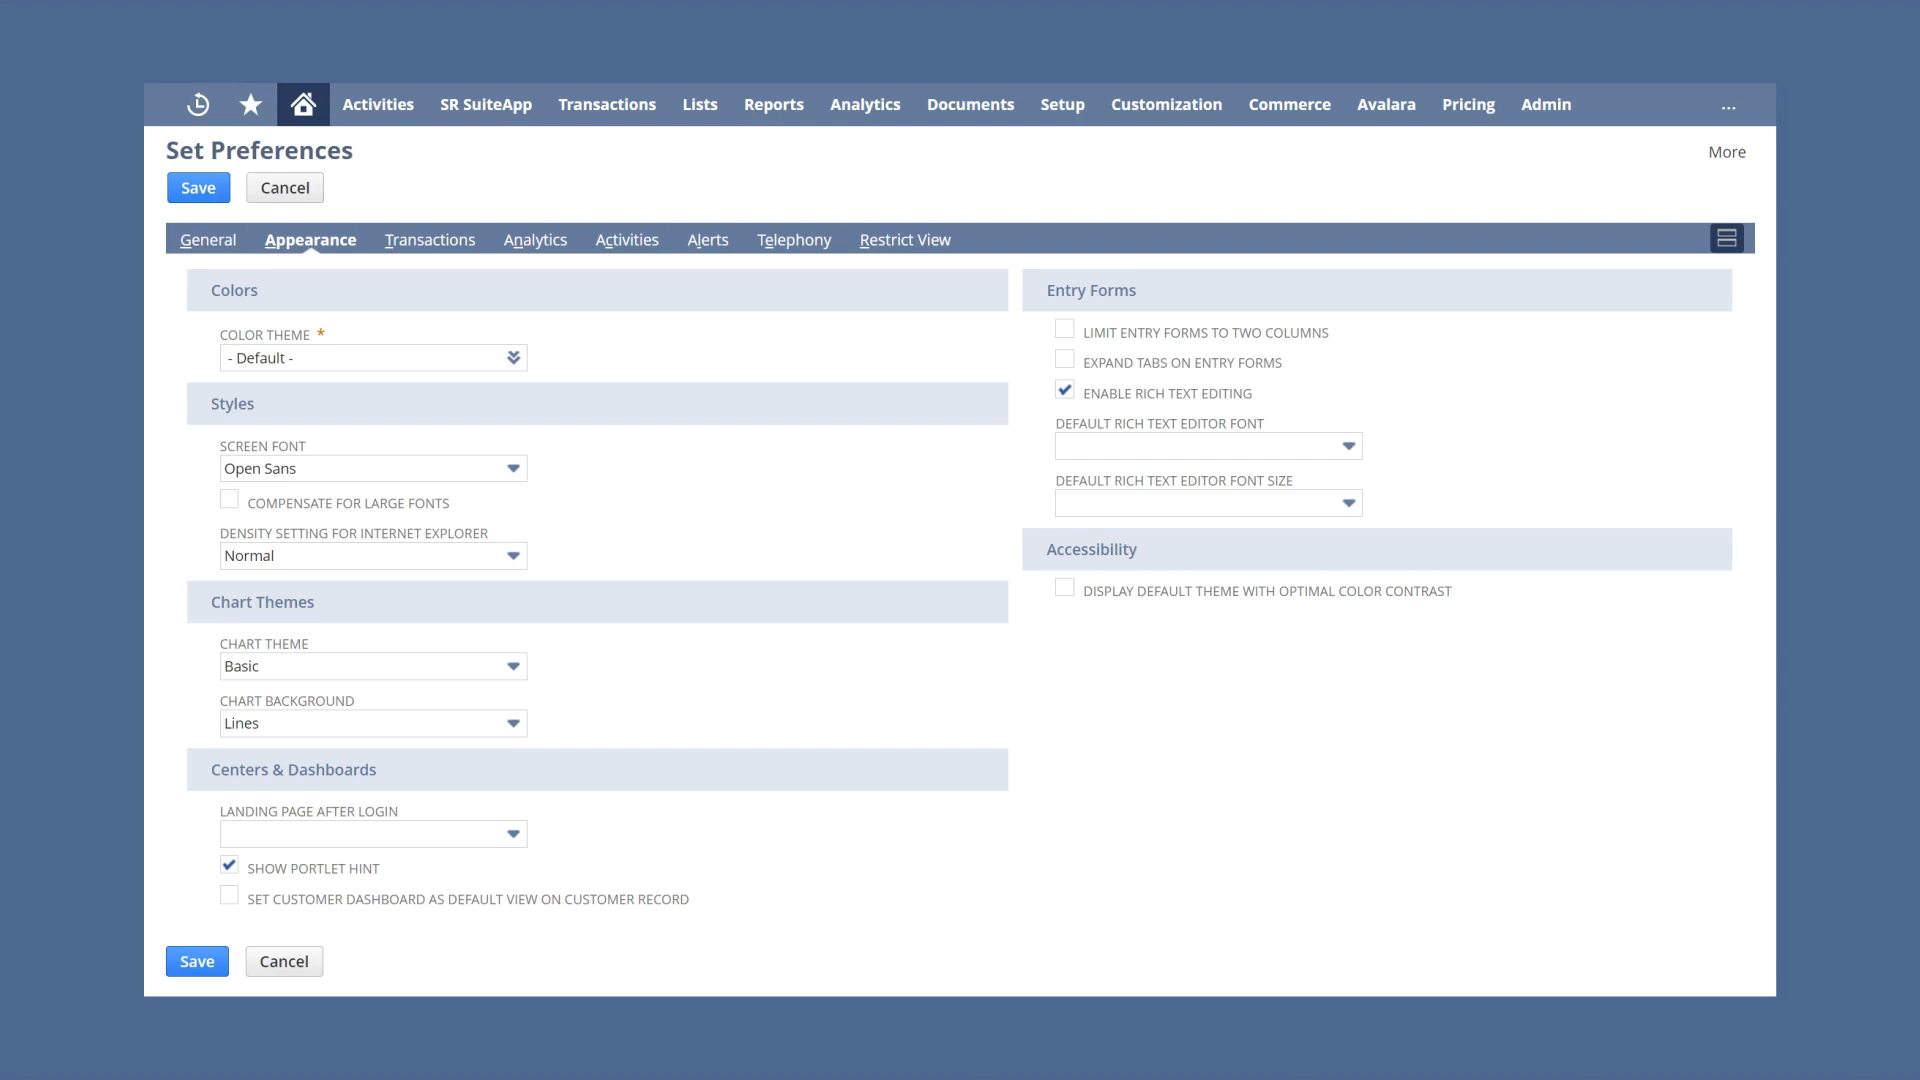 Activities SR SuiteApp Transactions Lists Reports Analytics Documents Setup Customization Commerce Avalara Pricing Admin ...
Set Preferences
More
Save Cancel
General Appearance Transactions Analytics Activities Alerts Telephony Restrict View
Colors
COLOR THEME *
- Default -
Styles
SCREEN FONT
Open Sans
COMPENSATE FOR LARGE FONTS
DENSITY SETTING FOR INTERNET EXPLORER
Normal
Chart Themes
CHART THEME
Basic
CHART BACKGROUND
Lines
Centers & Dashboards
LANDING PAGE AFTER LOGIN
SHOW PORTLET HINT
SET CUSTOMER DASHBOARD AS DEFAULT VIEW ON CUSTOMER RECORD
Entry Forms
LIMIT ENTRY FORMS TO TWO COLUMNS
EXPAND TABS ON ENTRY FORMS
ENABLE RICH TEXT EDITING
DEFAULT RICH TEXT EDITOR FONT
DEFAULT RICH TEXT EDITOR FONT SIZE
Accessibility
DISPLAY DEFAULT THEME WITH OPTIMAL COLOR CONTRAST
Save Cancel